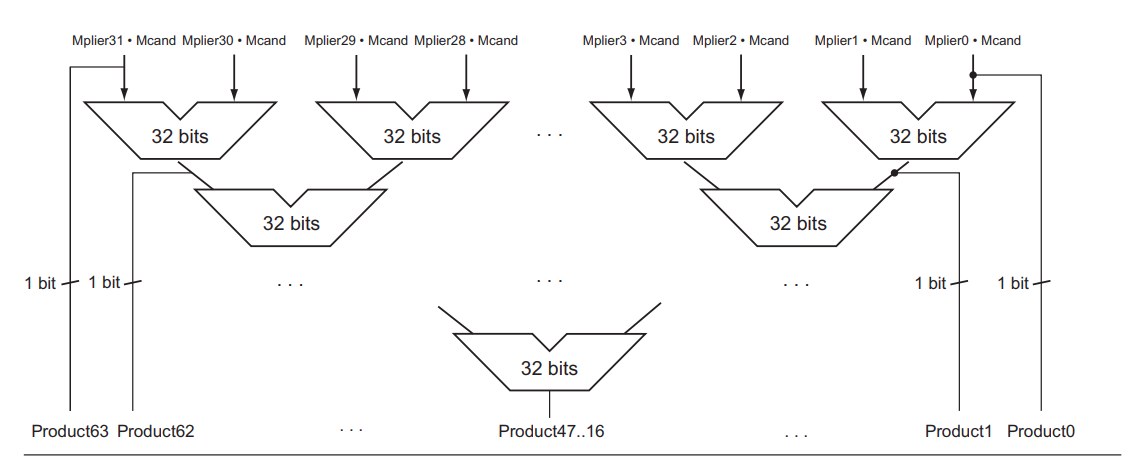 Mplier31 • Mcand Mplier30 • Mcand Mplier29 • Mcand Mplier28 • Mcand Mplier3 • Mcand Mplier2 • Mcand Mplier1 • Mcand Mplier0 • Mcand
32 bits 32 bits . . . 32 bits 32 bits
32 bits 32 bits
1 bit 1 bit . . . . . . . . . 1 bit 1 bit
32 bits
Product63 Product62 . . . Product47..16 . . . Product1 Product0